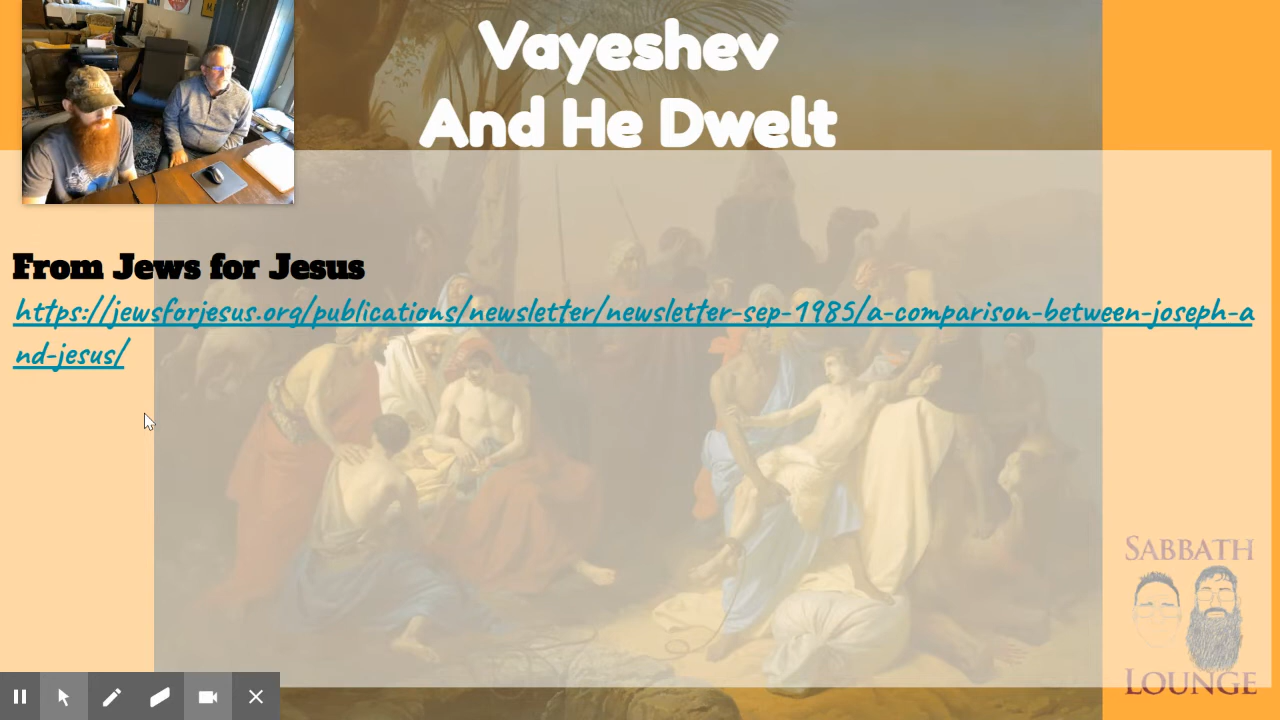 Vayeshev
And He Dwelt
From Jews for Jesus
https://jewsforjesus.org/publications/newsletter/newsletter-sep-1985/a-comparison-between-joseph-a
nd-jesus/
SABBATH
LOUNGE